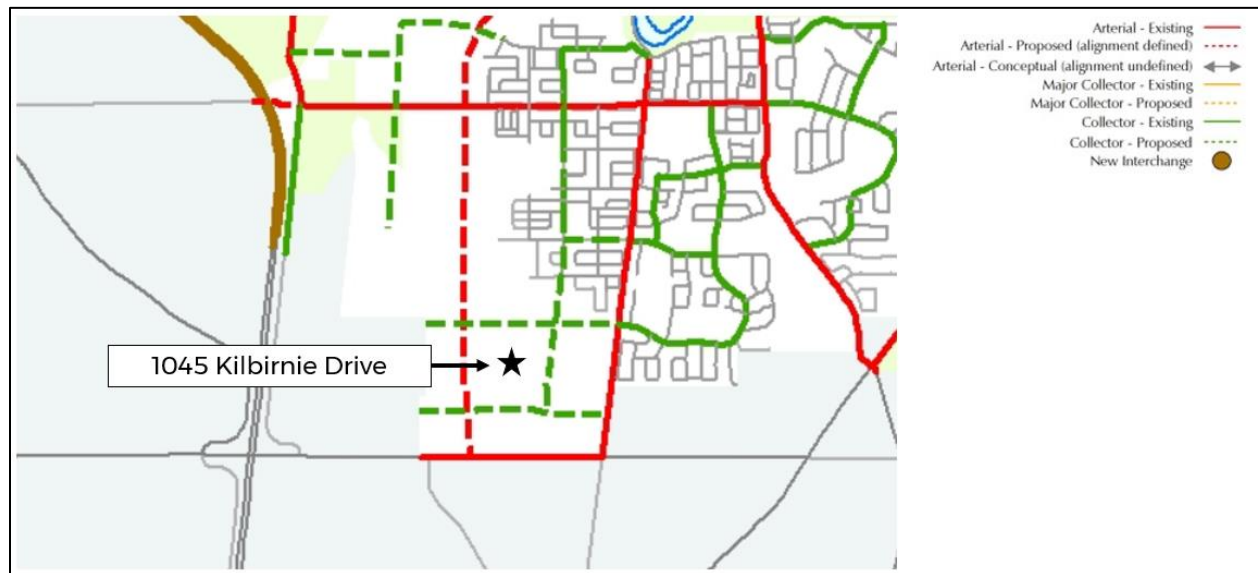 Arterial - Existing
Arterial - Proposed (alignment defined)
Arterial - Conceptual (alignment undefined)
Major Collector - Existing
Major Collector - Proposed
Collector - Existing
Collector - Proposed
New Interchange
1045 Kilbirnie Drive